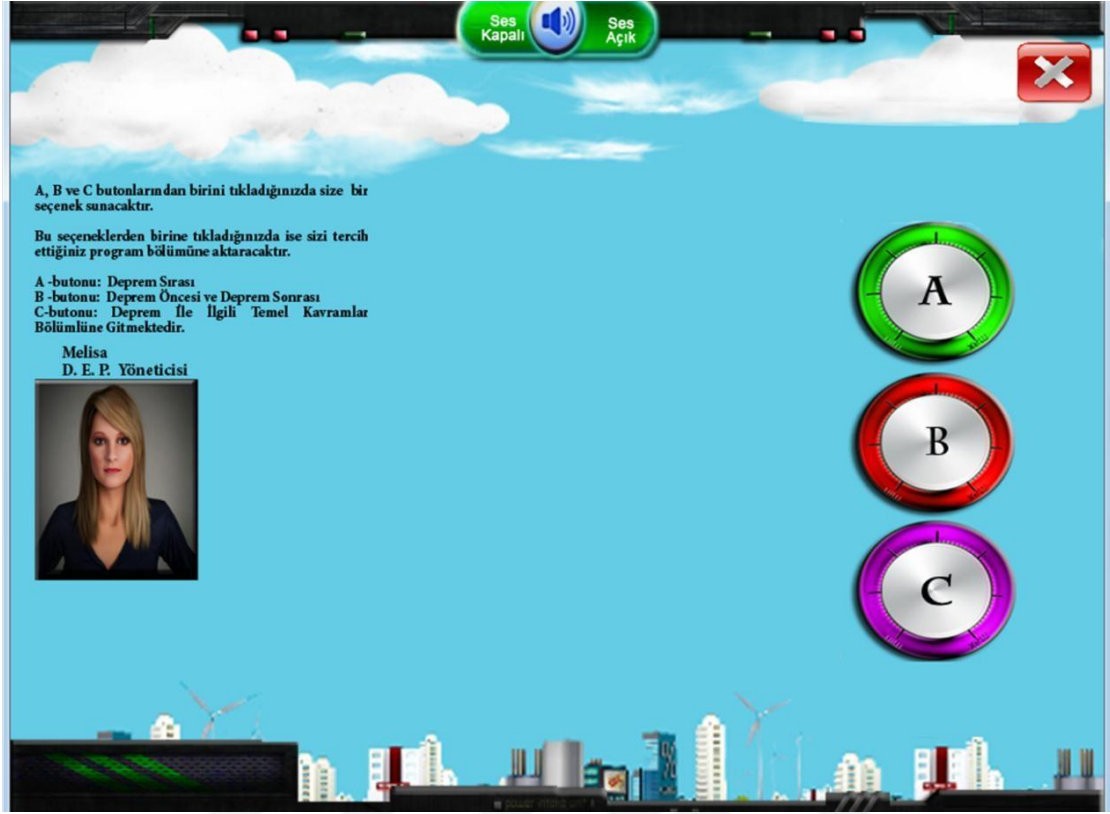 Ses
Kapalı
Ses
Açık
A, B ve C butonlarından birini tıkladığınızda size bir
seçenek sunacaktır.
Bu seçeneklerden birine tıkladığınızda ise sizi tercih
ettiğiniz program bölümüne aktaracaktır.
A -butonu: Deprem Sırası
B -butonu: Deprem Öncesi ve Deprem Sonrası
C-butonu: Deprem İle İlgili Temel Kavramlar
Bölümlüne Gitmektedir.
Melisa
D. E. P. Yöneticisi
A
B
C